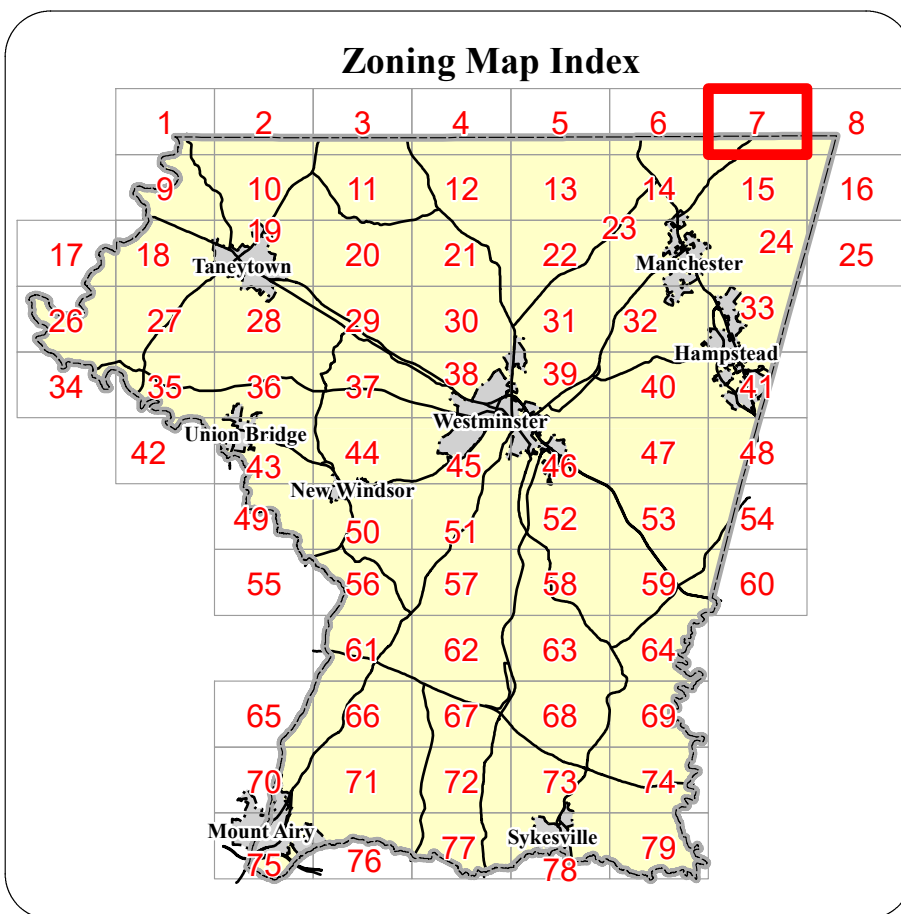 Zoning Map Index
1 2 3 4 5 6 7 8
9 10 11 12 13 14 15 16
17 18 19 20 21 22 23 24 25
Taneytown
Manchester
26 27 28 29 30 31 32 33
Hampstead
34 35 36 37 38 39 40 41
Westminster
Union Bridge
42 43 44 45 46 47 48
New Windsor
49 50 51 52 53 54
55 56 57 58 59 60
61 62 63 64
65 66 67 68 69
70 71 72 73 74
Mount Airy
Sykesville
75 76 77 78 79